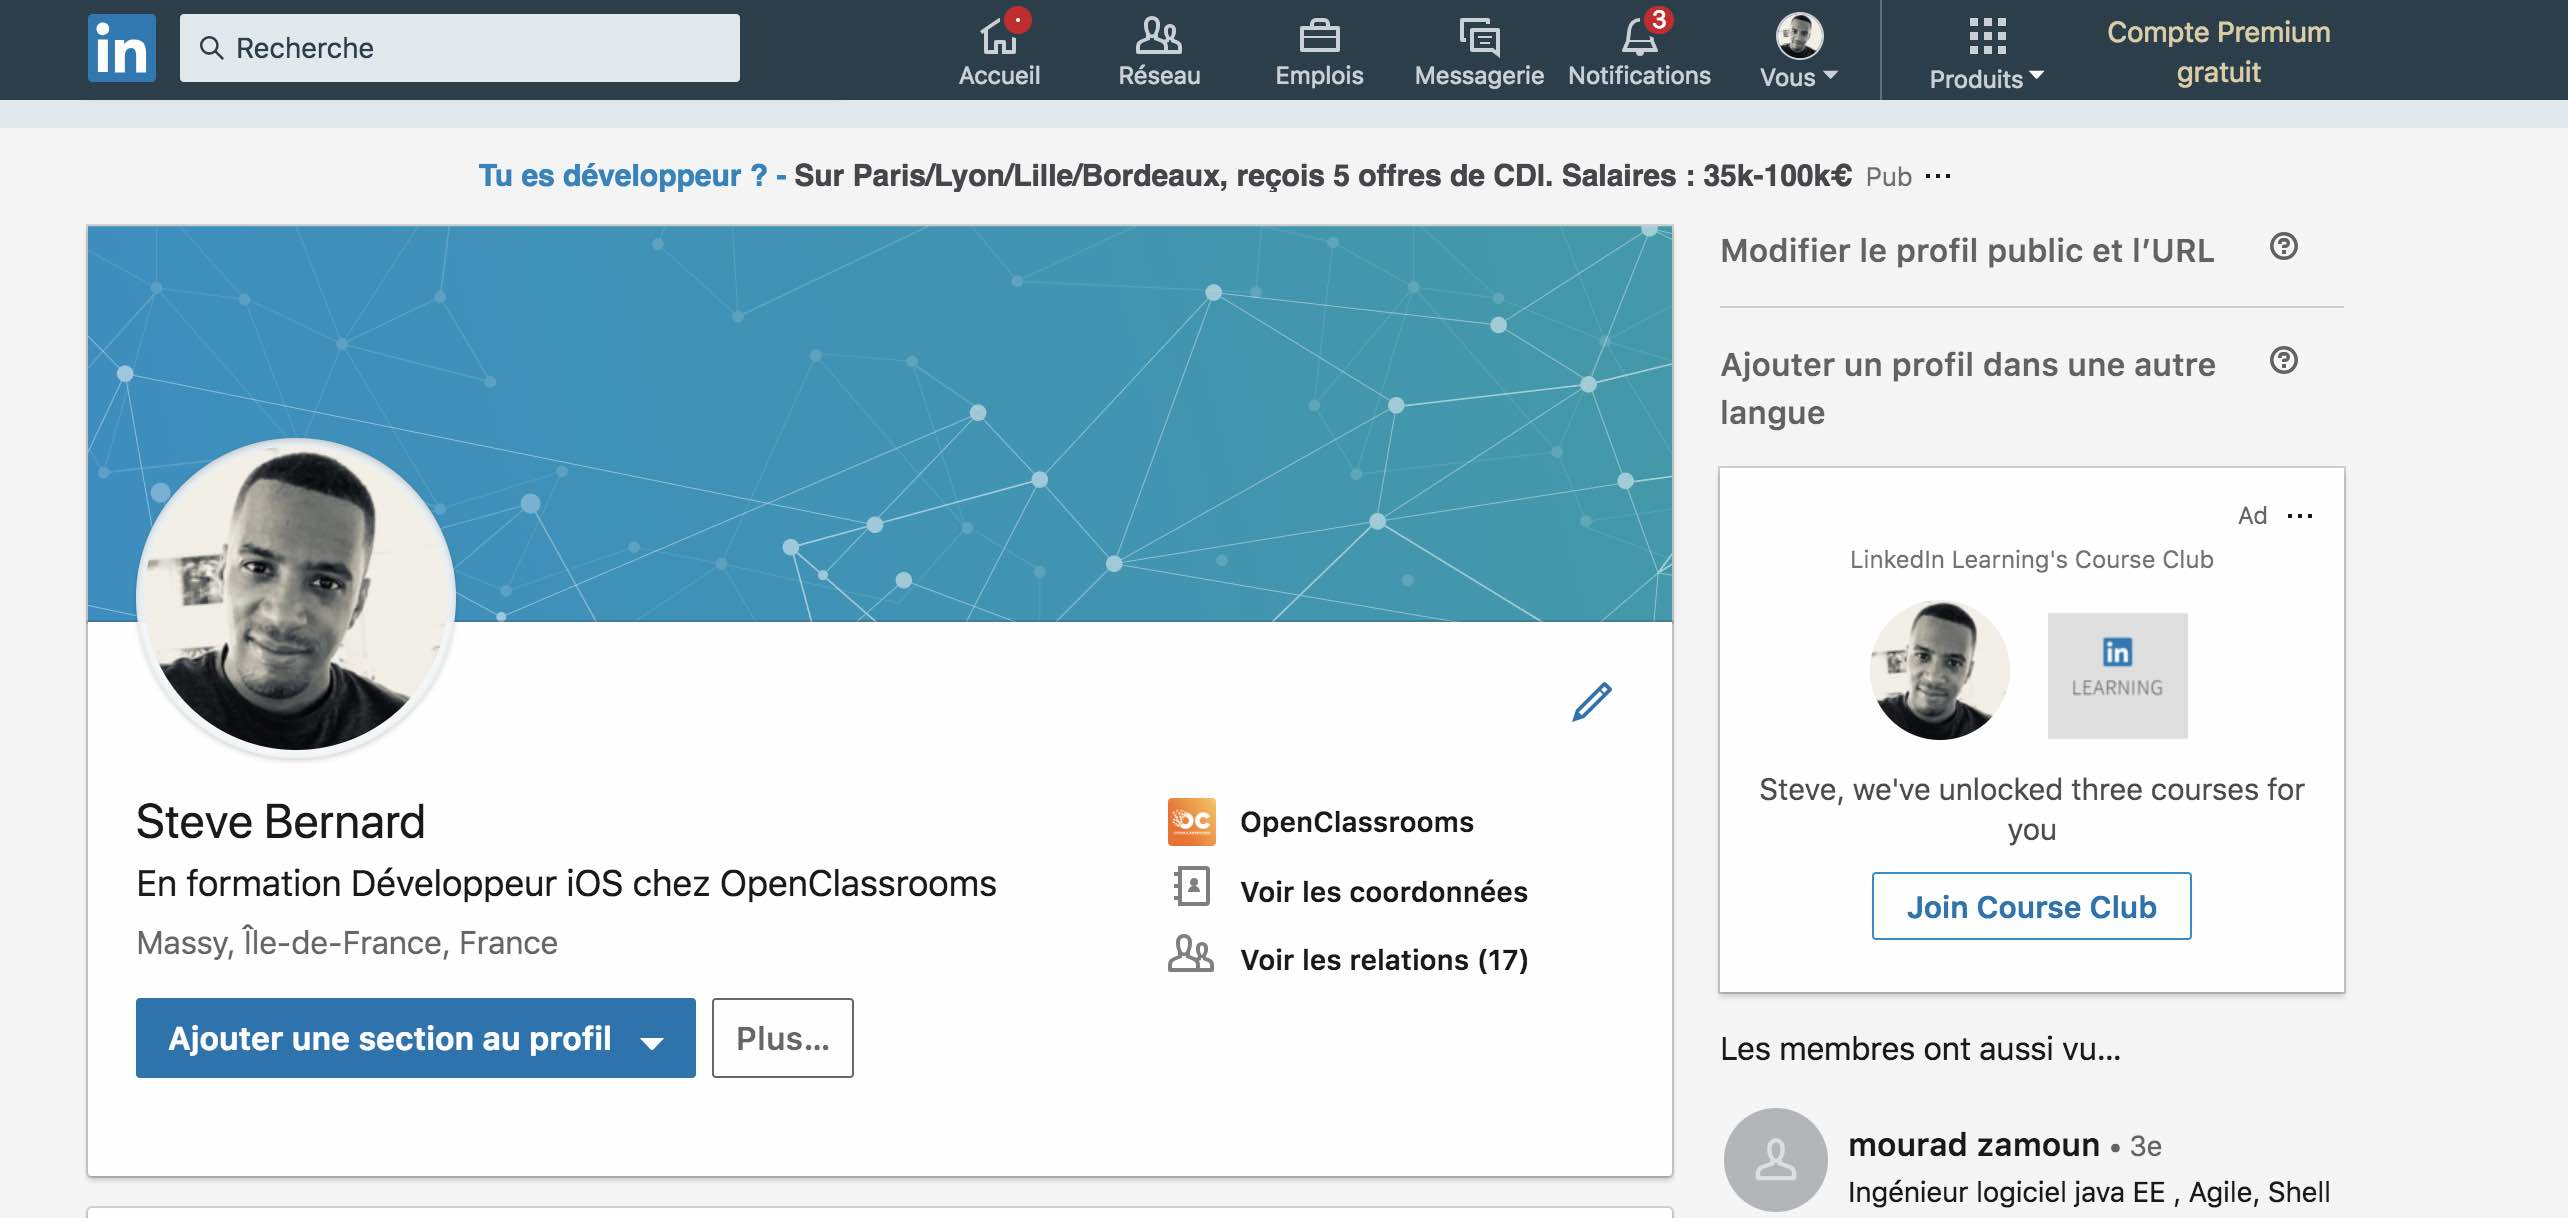 in
Recherche
Accueil
Réseau
Emplois
Messagerie
3
Notifications
Vous
Produits
Compte Premium
gratuit
Tu es développeur ? - Sur Paris/Lyon/Lille/Bordeaux, reçois 5 offres de CDI. Salaires : 35k-100k€ Pub ···
Steve Bernard
En formation Développeur iOS chez OpenClassrooms
Massy, Île-de-France, France
Ajouter une section au profil
Plus...
OC
OpenClassrooms
Voir les coordonnées
Voir les relations (17)
Modifier le profil public et l'URL ?
Ajouter un profil dans une autre ?
langue
Ad ···
LinkedIn Learning's Course Club
in
LEARNING
Steve, we've unlocked three courses for
you
Join Course Club
Les membres ont aussi vu...
mourad zamoun • 3e
Ingénieur logiciel java EE , Agile, Shell